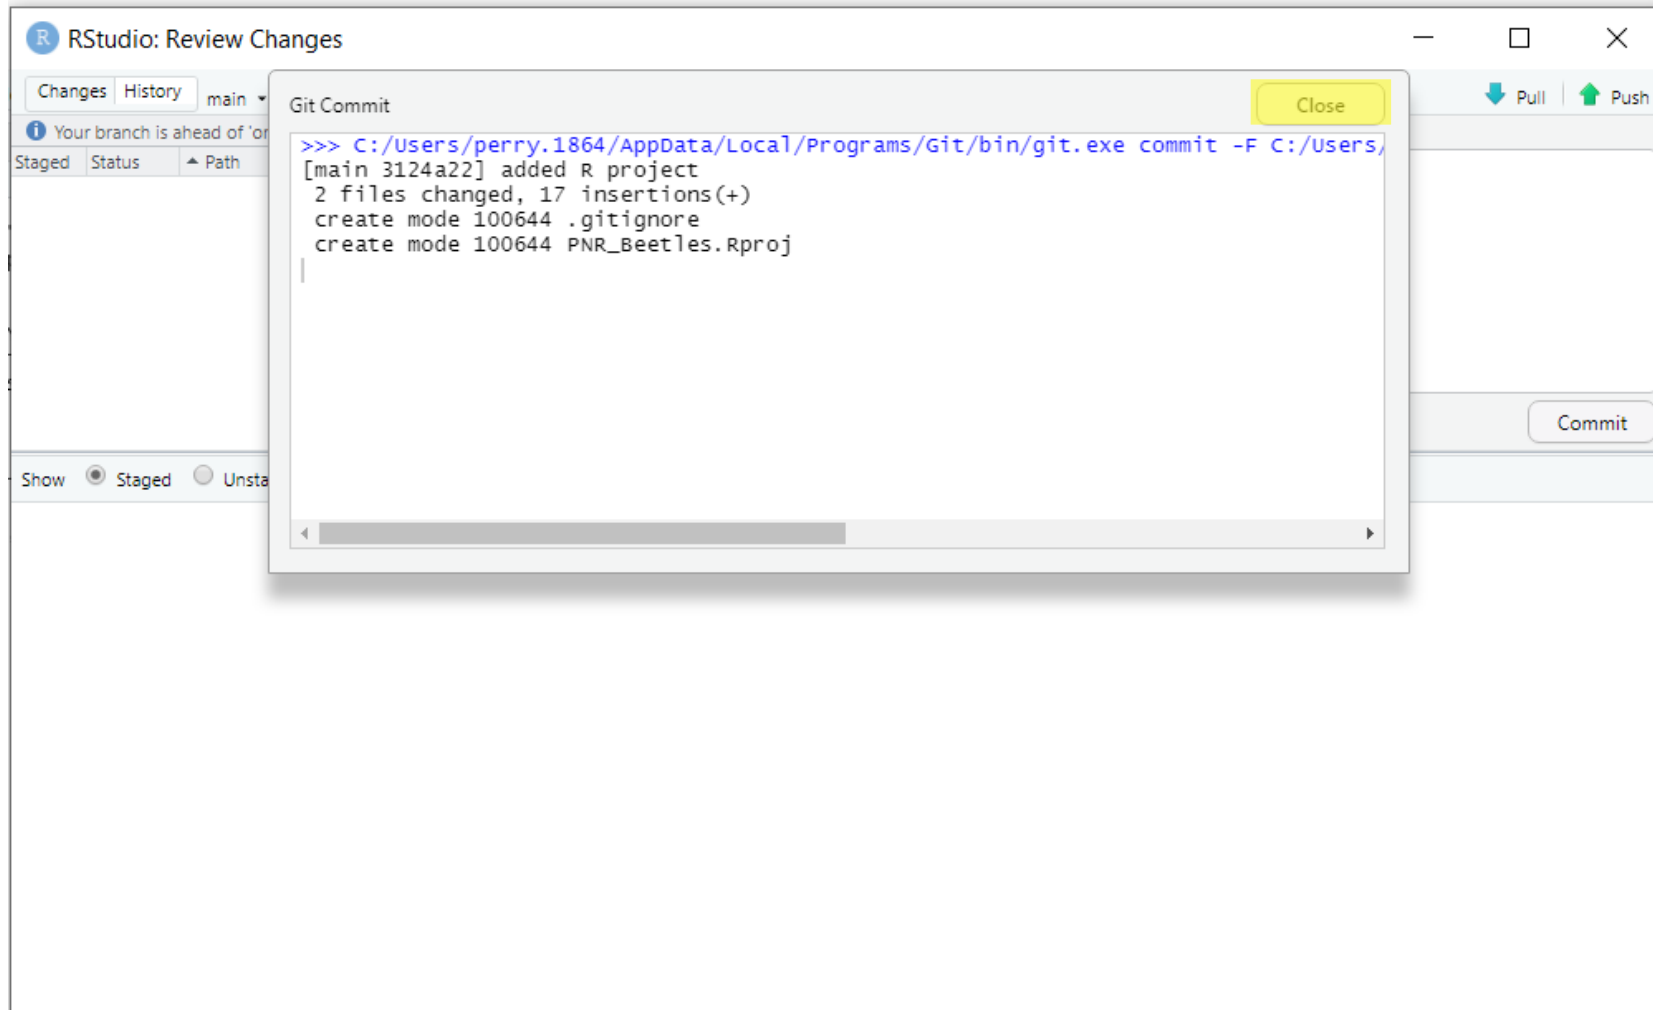 R RStudio: Review Changes
Changes History main Pull Push
Git Commit Close
Your branch is ahead of 'or
Staged Status Path
>>> C:/Users/perry.1864/AppData/Local/Programs/Git/bin/git.exe commit -F C:/Users/
[main 3124a22] added R project
2 files changed, 17 insertions(+)
create mode 100644 .gitignore
create mode 100644 PNR_Beetles.Rproj
Commit
Show Staged Unsta